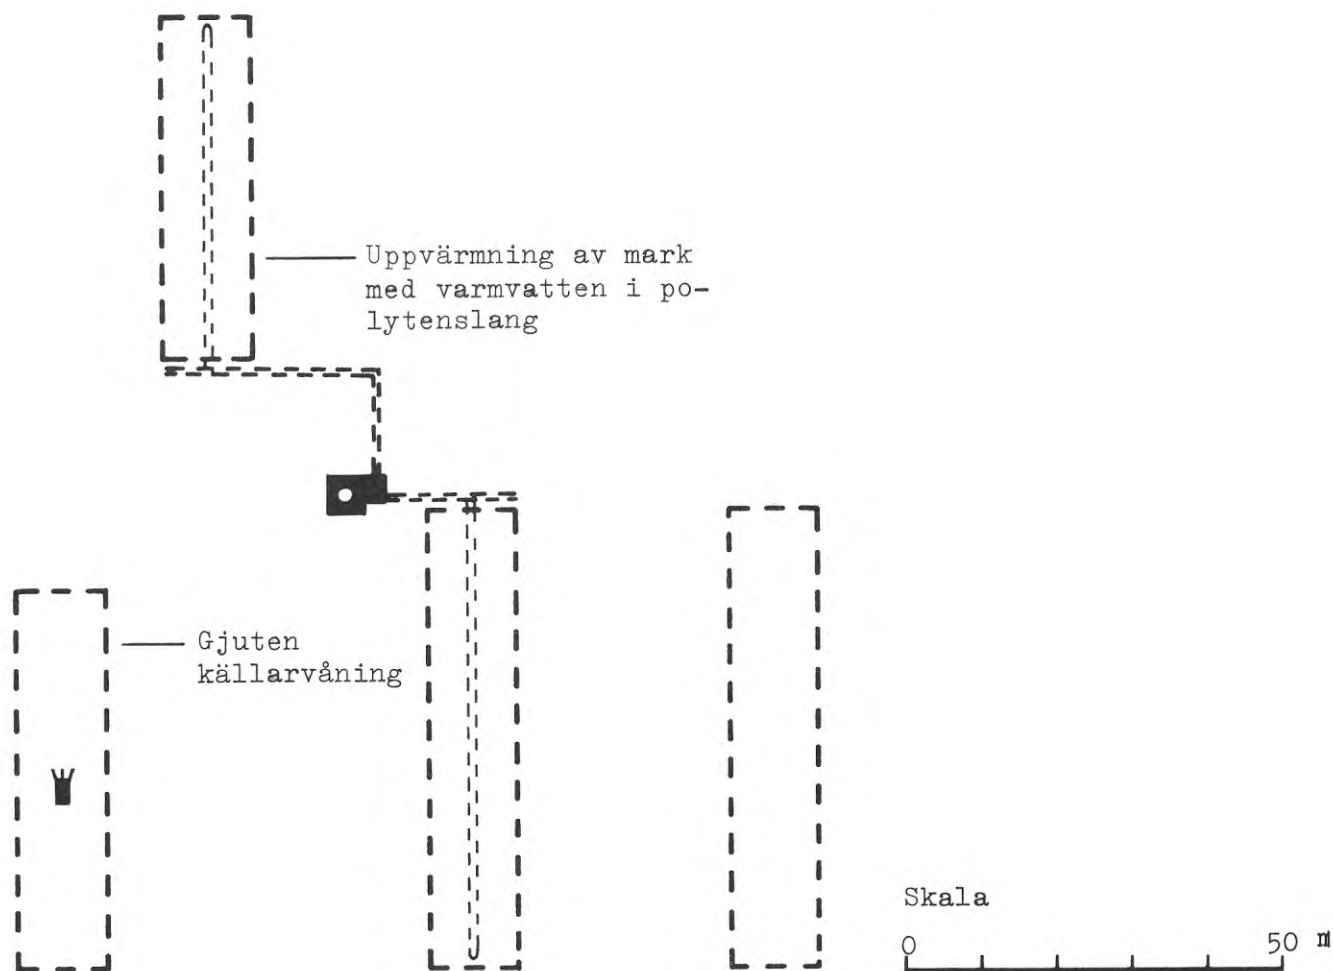 Uppvärmning av mark
med varmvatten i po-
lytenslang
Gjuten
källarvåning
Skala
0 50 m